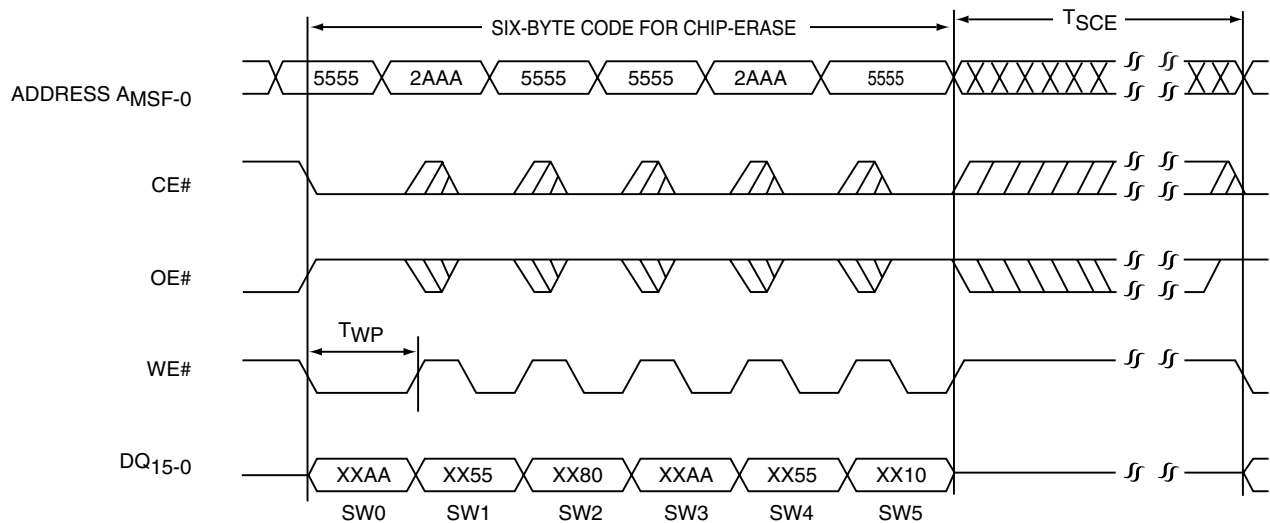 SIX-BYTE CODE FOR CHIP-ERASE
TSCE
ADDRESS AMSF-0
5555 2AAA 5555 5555 2AAA 5555
CE#
OE#
TWP
WE#
DQ15-0
XXAA XX55 XX80 XXAA XX55 XX10
SW0 SW1 SW2 SW3 SW4 SW5